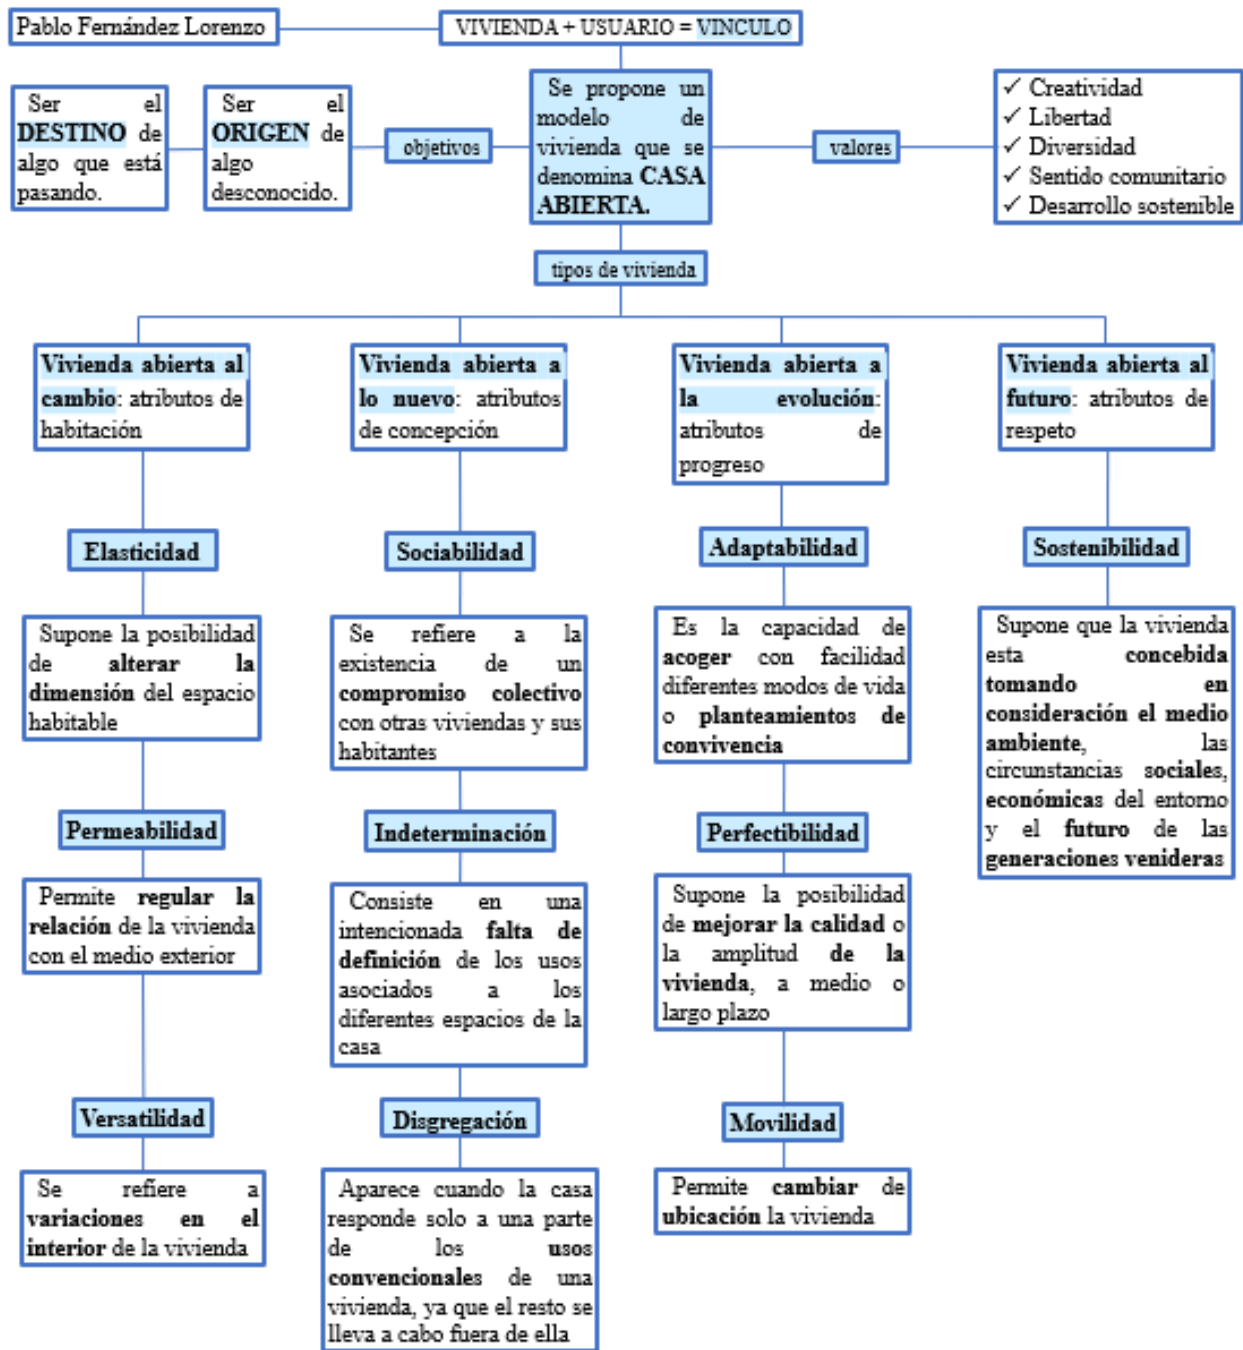 Pablo Fernández Lorenzo
VIVIENDA + USUARIO = VINCULO
Ser el
DESTINO de
algo que está
pasando.
Ser el
ORIGEN de
algo
desconocido.
objetivos
Se propone un
modelo de
vivienda que se
denomina CASA
ABIERTA.
valores
✓ Creatividad
✓ Libertad
✓ Diversidad
✓ Sentido comunitario
✓ Desarrollo sostenible
tipos de vivienda
Vivienda abierta al
cambio: atributos de
habitación
Elasticidad
Supone la posibilidad
de alterar la
dimensión del espacio
habitable
Permeabilidad
Permite regular la
relación de la vivienda
con el medio exterior
Versatilidad
Se refiere a
variaciones en el
interior de la vivienda
Vivienda abierta a
lo nuevo: atributos
de concepción
Sociabilidad
Se refiere a la
existencia de un
compromiso colectivo
con otras viviendas y sus
habitantes
Indeterminación
Consiste en una
intencionada falta de
definición de los usos
asociados a los
diferentes espacios de la
casa
Disgregación
Aparece cuando la casa
responde solo a una parte
de los usos
convencionales de una
vivienda, ya que el resto se
lleva a cabo fuera de ella
Vivienda abierta a
la evolución:
atributos de
progreso
Adaptabilidad
Es la capacidad de
acoger con facilidad
diferentes modos de vida
o planteamientos de
convivencia
Perfectibilidad
Supone la posibilidad
de mejorar la calidad o
la amplitud de la
vivienda, a medio o
largo plazo
Movilidad
Permite cambiar de
ubicación la vivienda
Vivienda abierta al
futuro: atributos de
respeto
Sostenibilidad
Supone que la vivienda
esta concebida
tomando en
consideración el medio
ambiente, las
circunstancias sociales,
económicas del entorno
y el futuro de las
generaciones venideras